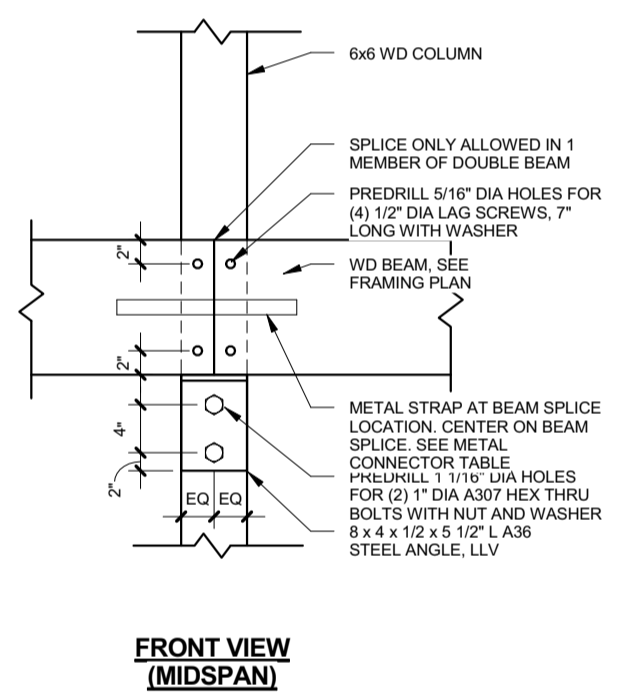 6x6 WD COLUMN
SPLICE ONLY ALLOWED IN 1
MEMBER OF DOUBLE BEAM
PREDRILL 5/16" DIA HOLES FOR
(4) 1/2" DIA LAG SCREWS, 7"
LONG WITH WASHER
WD BEAM, SEE
FRAMING PLAN
2"
2"
4"
2"
METAL STRAP AT BEAM SPLICE
LOCATION. CENTER ON BEAM
SPLICE. SEE METAL
CONNECTOR TABLE
PREDRILL 1 1/16" DIA HOLES
FOR (2) 1" DIA A307 HEX THRU
BOLTS WITH NUT AND WASHER
8 x 4 x 1/2 x 5 1/2" L A36
STEEL ANGLE, LLV
EQ EQ
FRONT VIEW
(MIDSPAN)